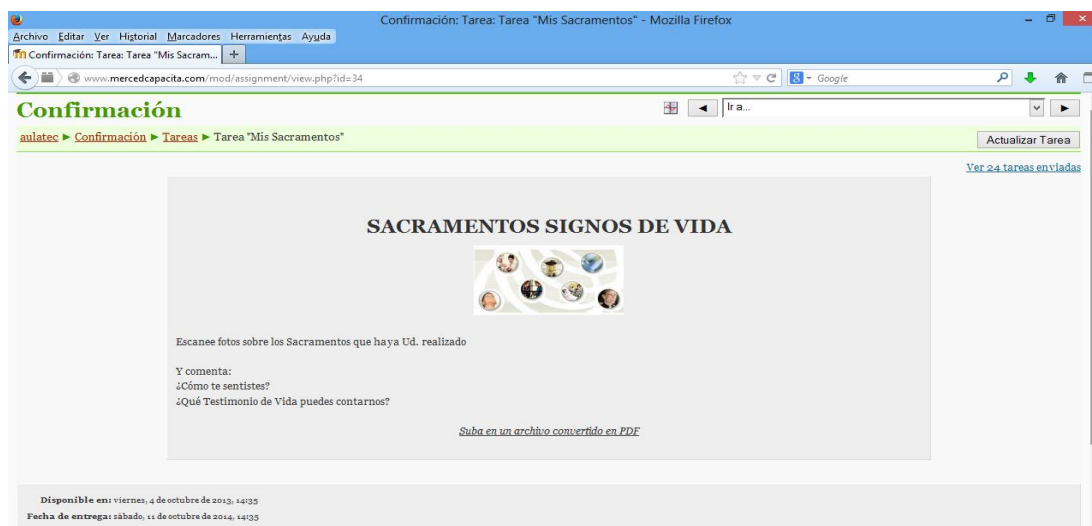 Confirmación: Tarea: Tarea "Mis Sacramentos" - Mozilla Firefox
Archivo Editar Ver Historial Marcadores Herramientas Ayuda
Confirmación: Tarea: Tarea "Mis Sacram...
www.mercedcapacita.com/mod/assignment/view.php?id=34
Google
Confirmación
Ir a...
aulatec ► Confirmación ► Tareas ► Tarea "Mis Sacramentos"
Actualizar Tarea
Ver 24 tareas enviadas
SACRAMENTOS SIGNOS DE VIDA
Escanee fotos sobre los Sacramentos que haya Ud. realizado
Y comenta:
¿Cómo te sentistes?
¿Qué Testimonio de Vida puedes contarnos?
Suba en un archivo convertido en PDF
Disponible en: viernes, 4 de octubre de 2013, 14:35
Fecha de entrega: sábado, 11 de octubre de 2014, 14:35